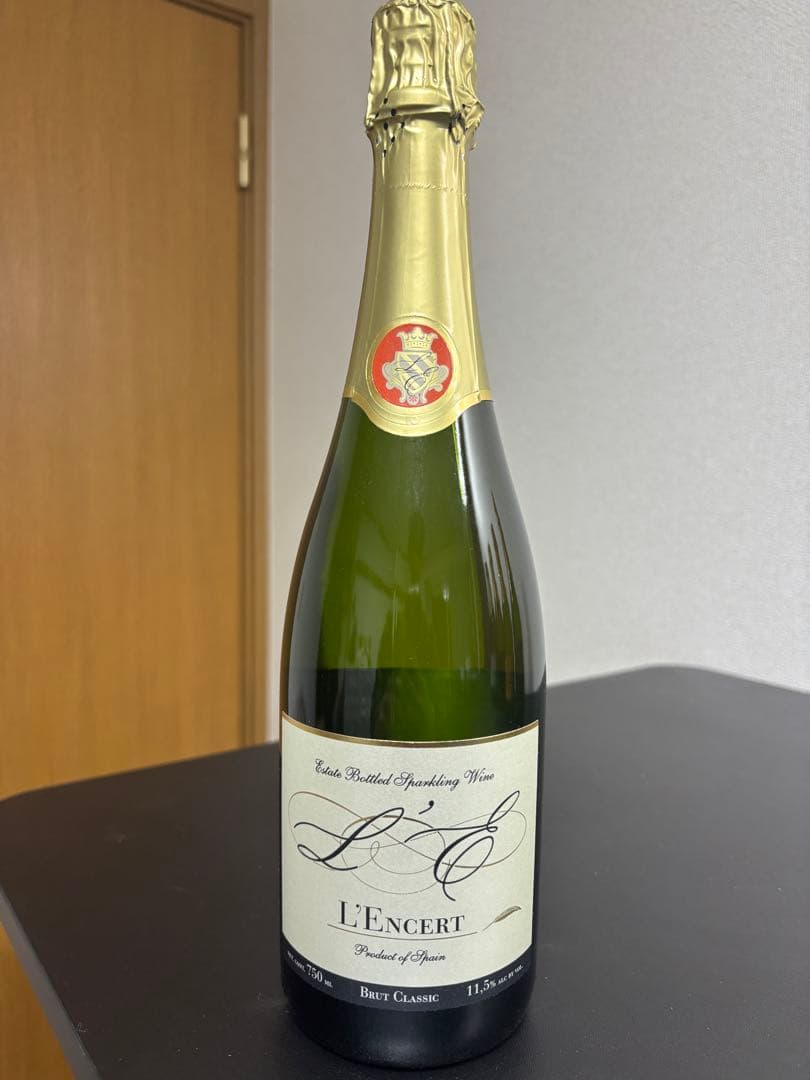 Estate Bottled Sparkling Wine
L'E
L'ENCERT
Product of Spain
750 ML
BRUT CLASSIC
11,5% ALC BY VOL.